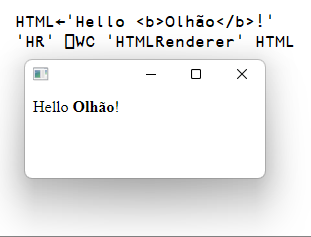 HTML←'Hello <b>Olhão</b>!'
'HR' ⎕WC 'HTMLRenderer' HTML
Hello Olhão!